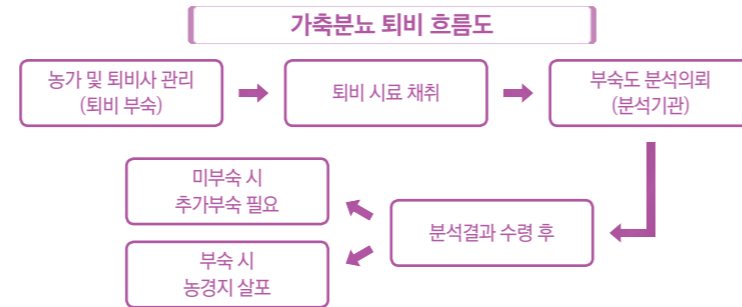 가축분뇨 퇴비 흐름도
농가 및 퇴비사 관리
(퇴비 부숙)
퇴비 시료 채취
부숙도 분석의뢰
(분석기관)
미부숙 시
추가부숙 필요
분석결과 수령 후
부숙 시
농경지 살포